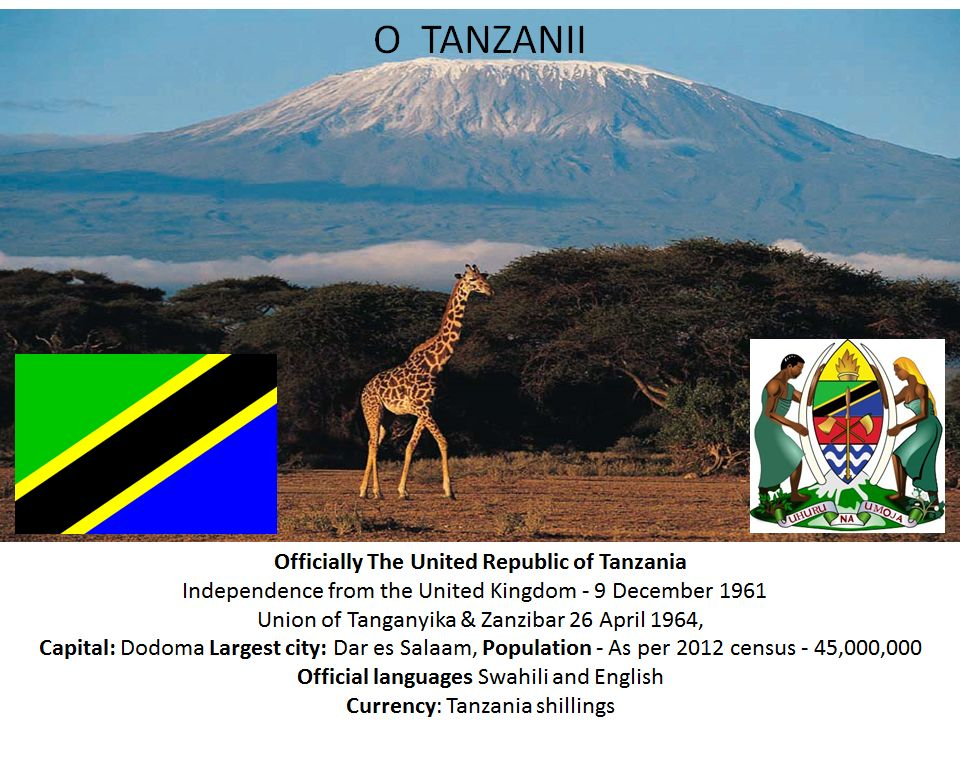 O TANZANII
UHURU NA UMOJA
Officially The United Republic of Tanzania
Independence from the United Kingdom - 9 December 1961
Union of Tanganyika & Zanzibar 26 April 1964,
Capital: Dodoma Largest city: Dar es Salaam, Population - As per 2012 census - 45,000,000
Official languages Swahili and English
Currency: Tanzania shillings